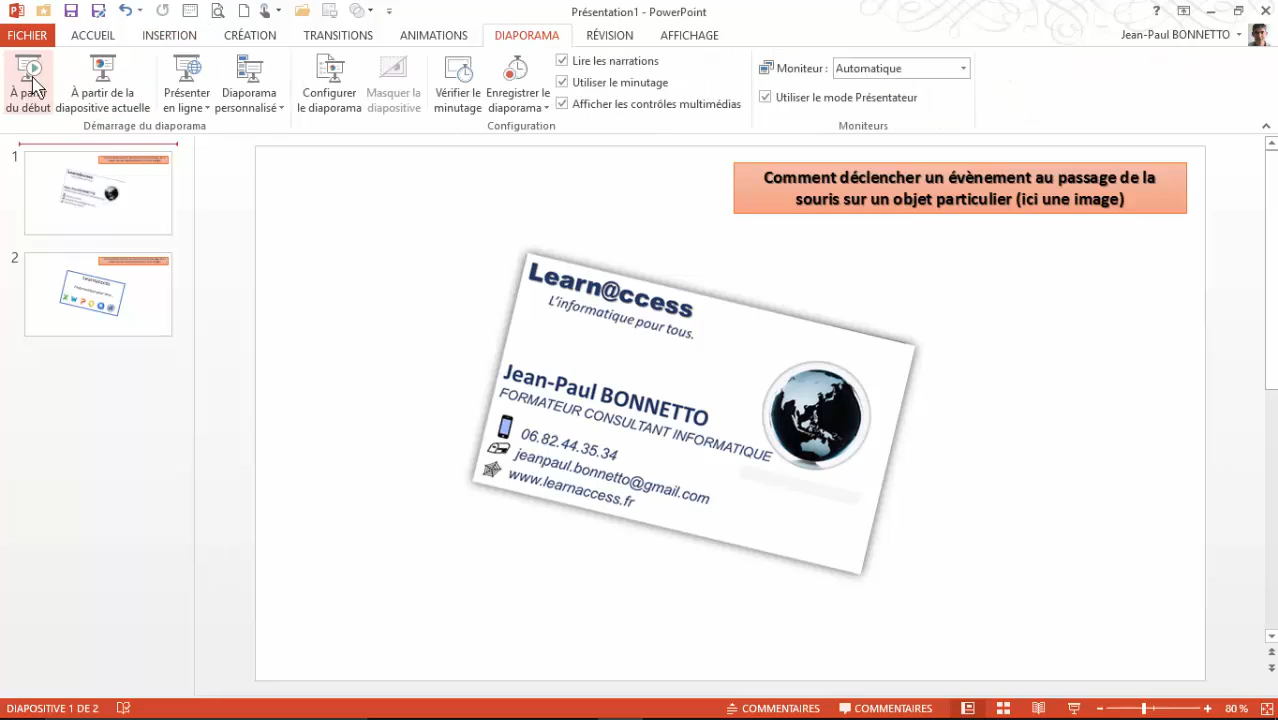 Présentation1 - PowerPoint
FICHIER ACCUEIL INSERTION CRÉATION TRANSITIONS ANIMATIONS DIAPORAMA RÉVISION AFFICHAGE Jean-Paul BONNETTO
À partir
du début
À partir de la
diapositive actuelle
Présenter
en ligne
Diaporama
personnalisé
Configurer
le diaporama
Masquer la
diapositive
Vérifier le
minutage
Enregistrer le
diaporama
Lire les narrations
Utiliser le minutage
Afficher les contrôles multimédias
Moniteur : Automatique
Utiliser le mode Présentateur
Démarrage du diaporama
Configuration
Moniteurs
1
2
Comment déclencher un évènement au passage de la
souris sur un objet particulier (ici une image)
Learn@ccess
L'informatique pour tous.
Jean-Paul BONNETTO
FORMATEUR CONSULTANT INFORMATIQUE
06.82.44.35.34
jeanpaul.bonnetto@gmail.com
www.learnaccess.fr
DIAPOSITIVE 1 DE 2 COMMENTAIRES COMMENTAIRES 80 %